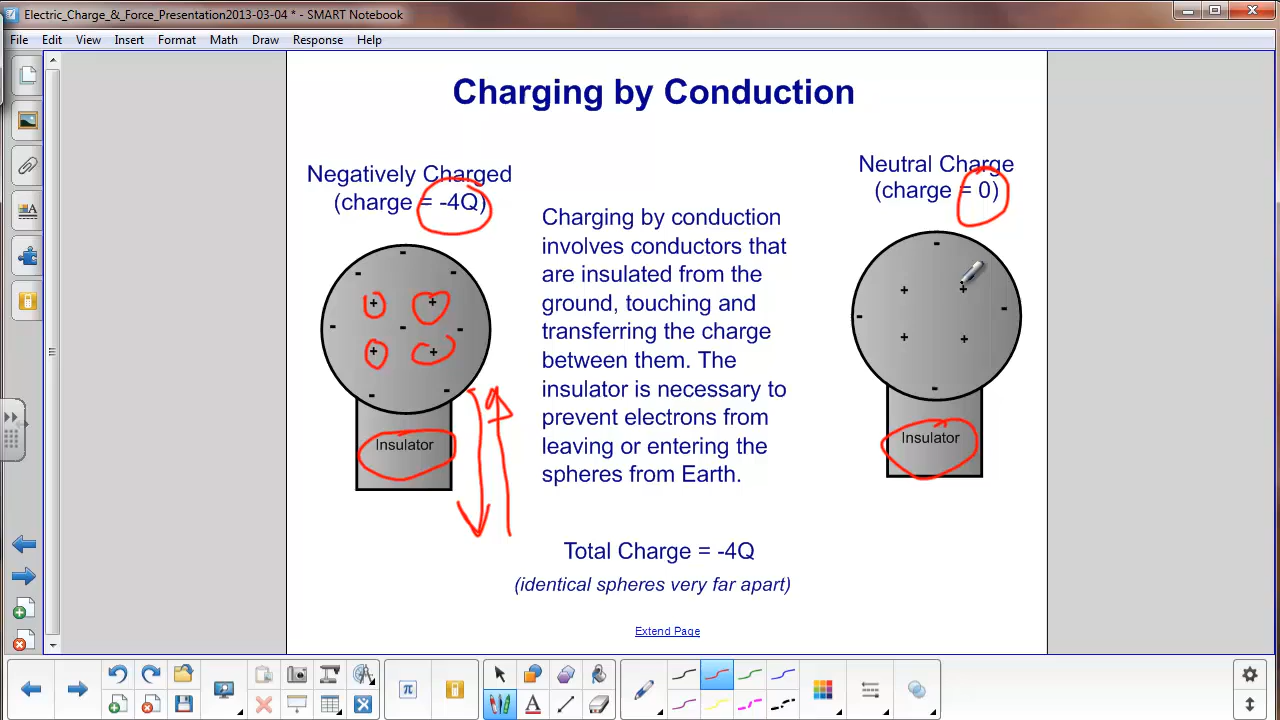 Electric_Charge_&_Force_Presentation2013-03-04 * - SMART Notebook
File Edit View Insert Format Math Draw Response Help
Charging by Conduction
Negatively Charged
(charge = -4Q)
Neutral Charge
(charge = 0)
Charging by conduction
involves conductors that
are insulated from the
ground, touching and
transferring the charge
between them. The
insulator is necessary to
prevent electrons from
leaving or entering the
spheres from Earth.
Insulator
Insulator
Total Charge = -4Q
(identical spheres very far apart)
Extend Page